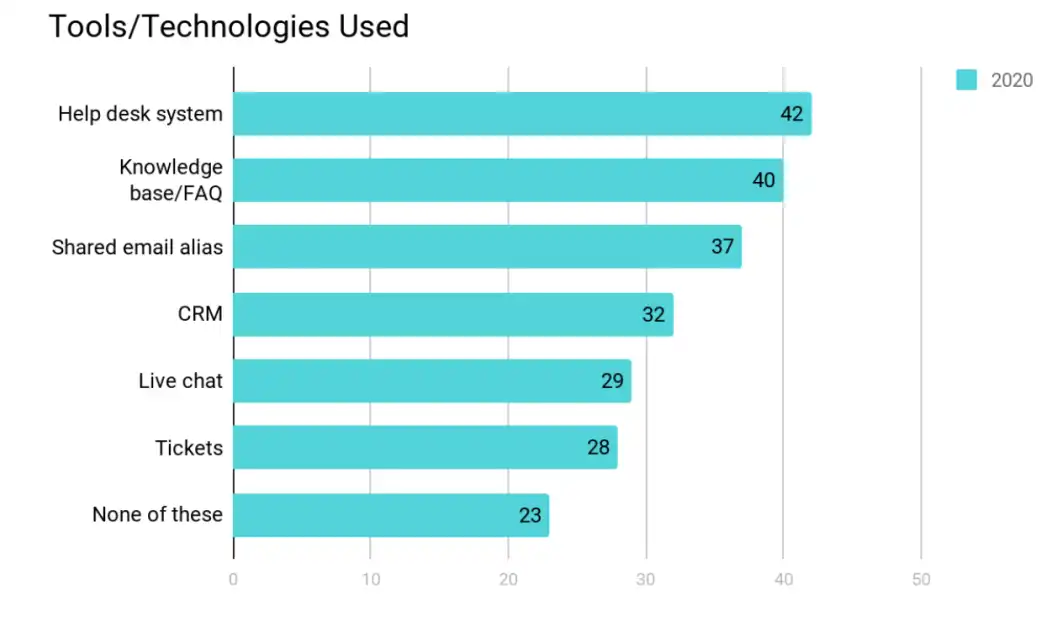 Tools/Technologies Used
2020
Help desk system
42
Knowledge
base/FAQ
40
Shared email alias
37
CRM
32
Live chat
29
Tickets
28
None of these
23
0
10
20
30
40
50